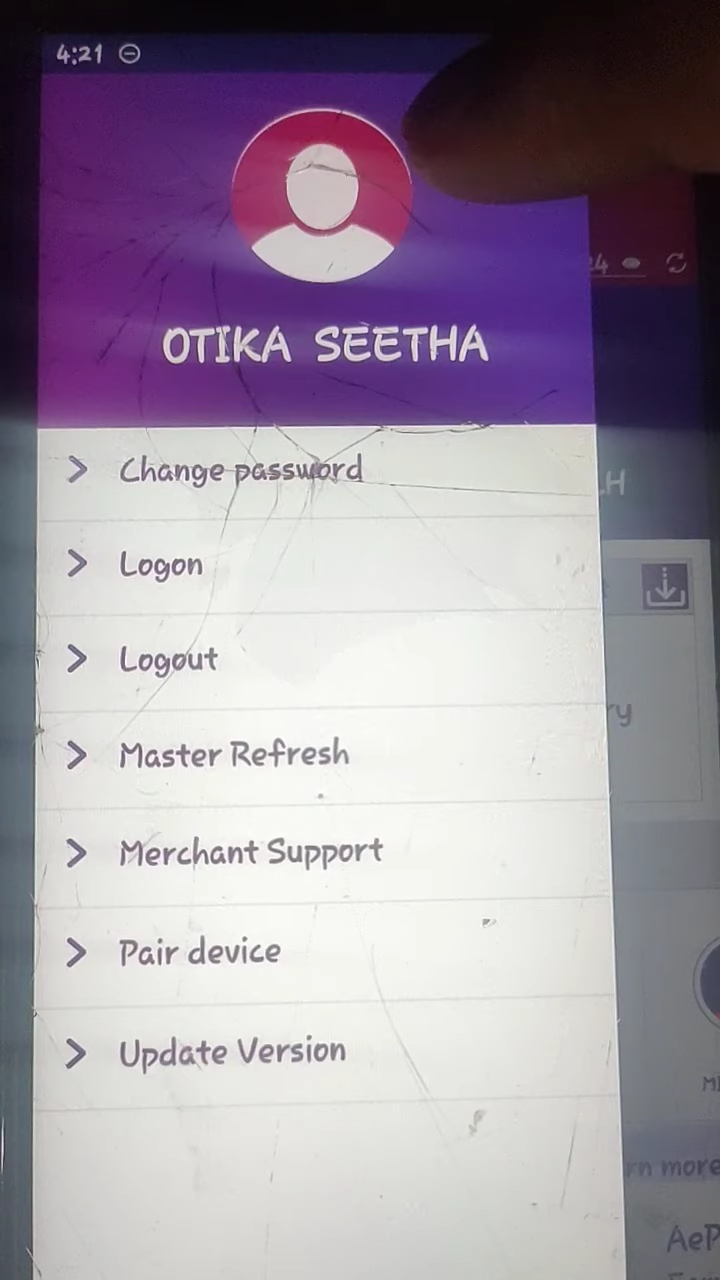 4:21
OTIKA SEETHA
Change password
Logon
Logout
Master Refresh
Merchant Support
Pair device
Update Version